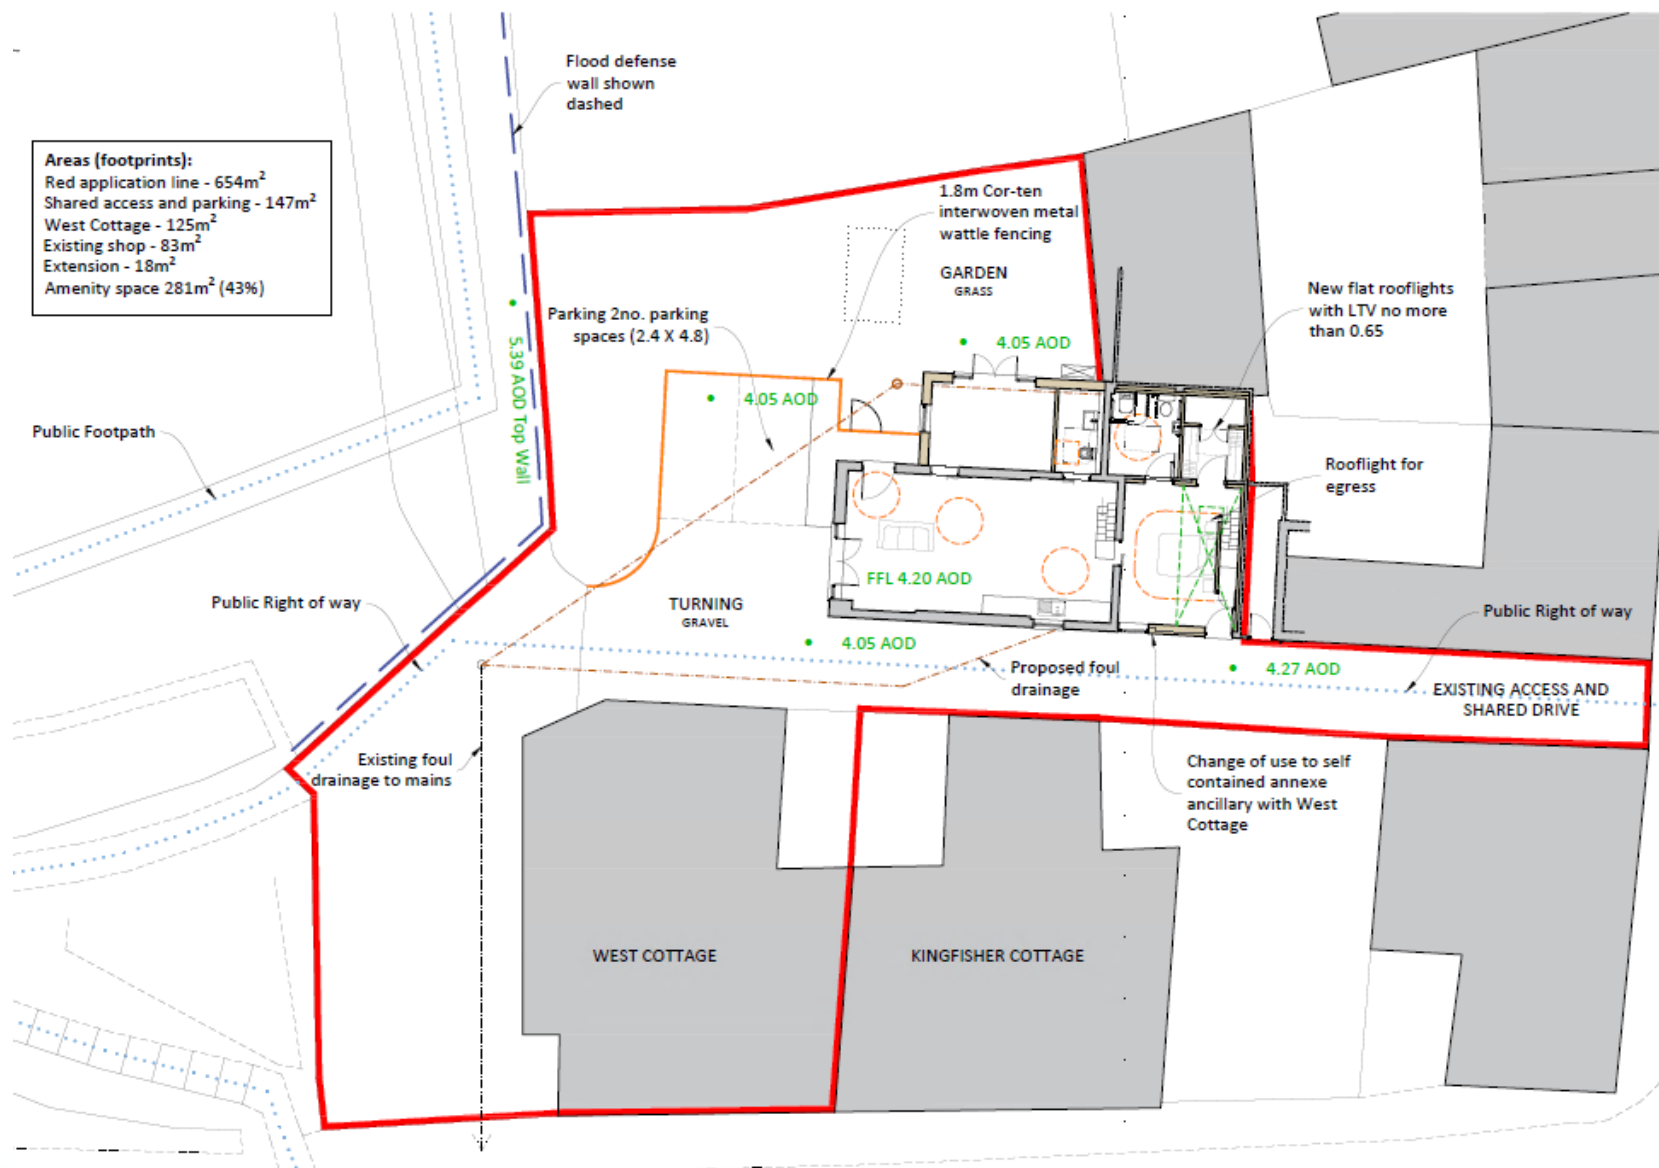 Flood defense
wall shown
dashed
Areas (footprints):
Red application line - 654m²
Shared access and parking - 147m²
West Cottage - 125m²
Existing shop - 83m²
Extension - 18m²
Amenity space 281m² (43%)
1.8m Cor-ten
interwoven metal
wattle fencing
GARDEN
GRASS
New flat rooflights
with LTV no more
than 0.65
Parking 2no. parking
spaces (2.4 X 4.8)
5.39 AOD Top Wall
4.05 AOD
4.05 AOD
Public Footpath
Rooflight for
egress
FFL 4.20 AOD
Public Right of way
TURNING
GRAVEL
Public Right of way
4.05 AOD
Proposed foul
drainage
4.27 AOD
EXISTING ACCESS AND
SHARED DRIVE
Existing foul
drainage to mains
Change of use to self
contained annexe
ancillary with West
Cottage
WEST COTTAGE
KINGFISHER COTTAGE